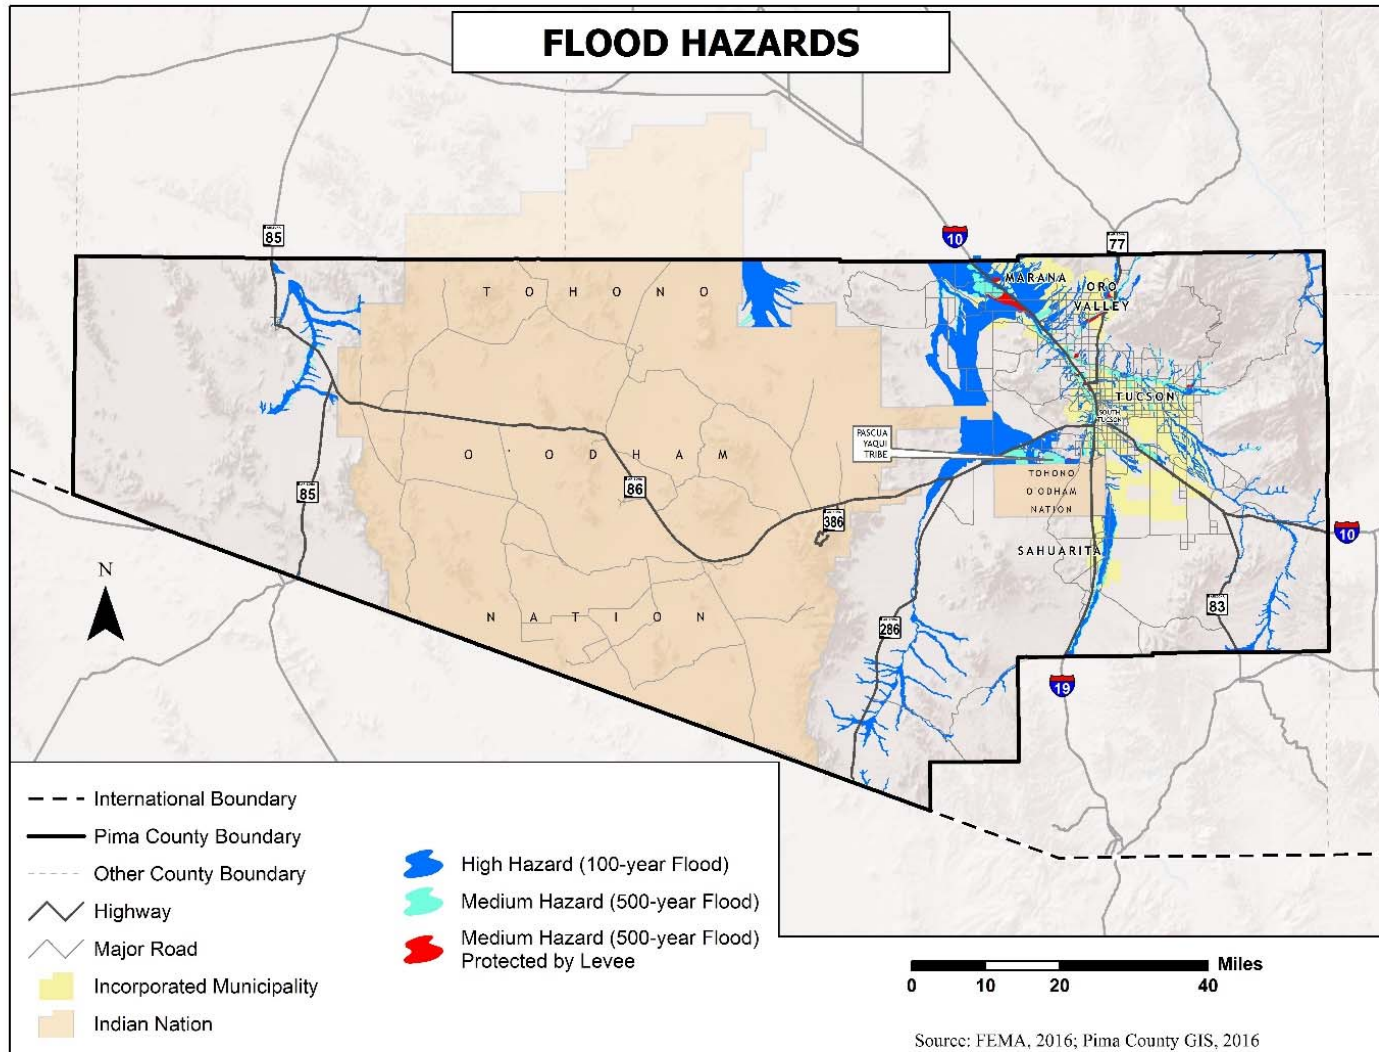 FLOOD HAZARDS
85
10
77
MARANA
ORO
VALLEY
TOHONO
TUCSON
SOUTH
TUCSON
PASCUA
YAQUI
TRIBE
O'ODHAM
TOHONO
O'ODHAM
NATION
85
86
386
10
SAHUARITA
N
83
NATION
286
19
International Boundary
Pima County Boundary
Other County Boundary
Highway
Major Road
Incorporated Municipality
Indian Nation
High Hazard (100-year Flood)
Medium Hazard (500-year Flood)
Medium Hazard (500-year Flood)
Protected by Levee
Miles
0 10 20 40
Source: FEMA, 2016; Pima County GIS, 2016